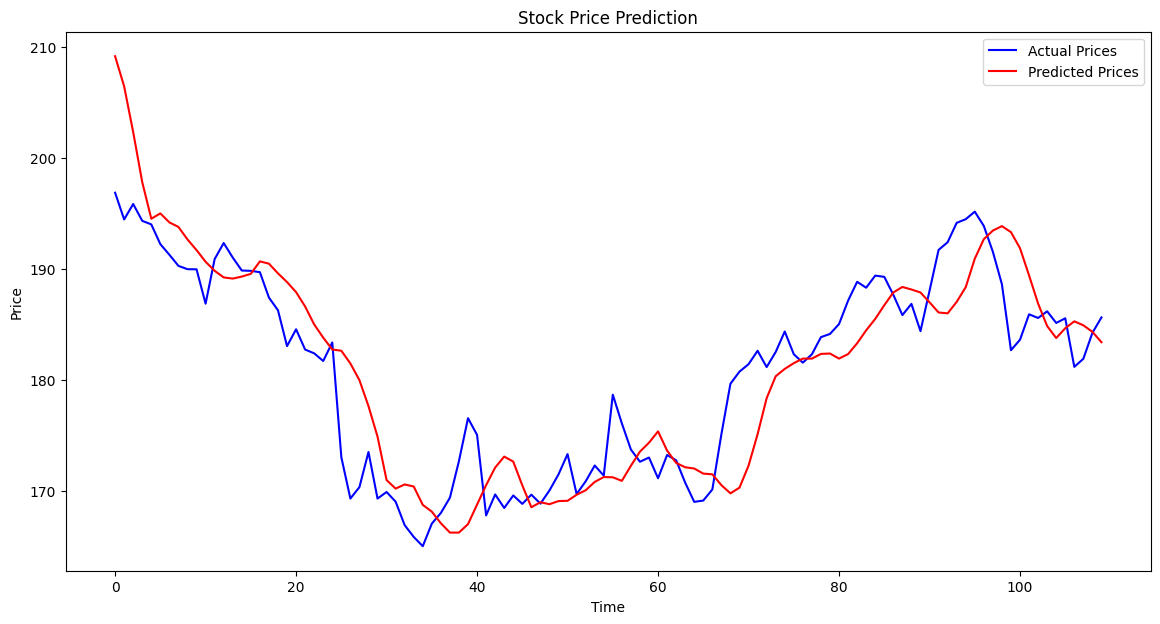 Stock Price Prediction
Actual Prices
Predicted Prices
210
200
190
180
170
Price
0 20 40 60 80 100
Time